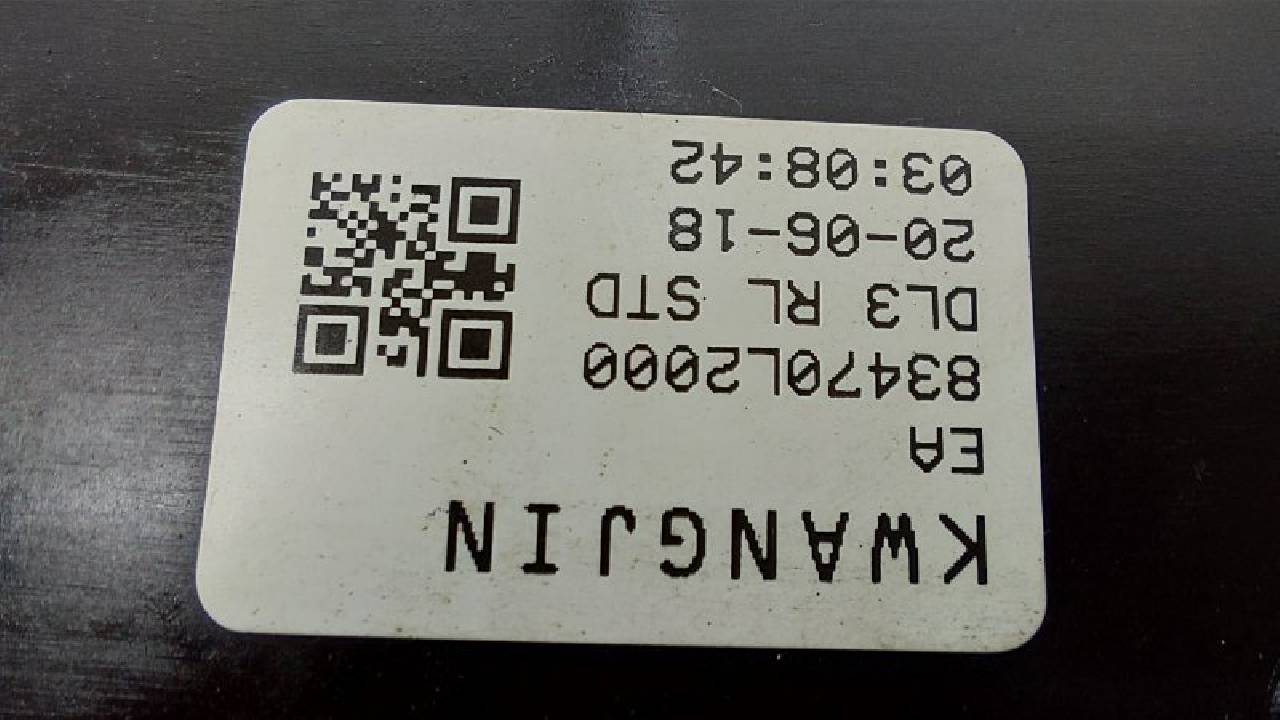 KWANGJIN
EA
83470L2000
DL3 RL STD
20-06-18
03:08:42